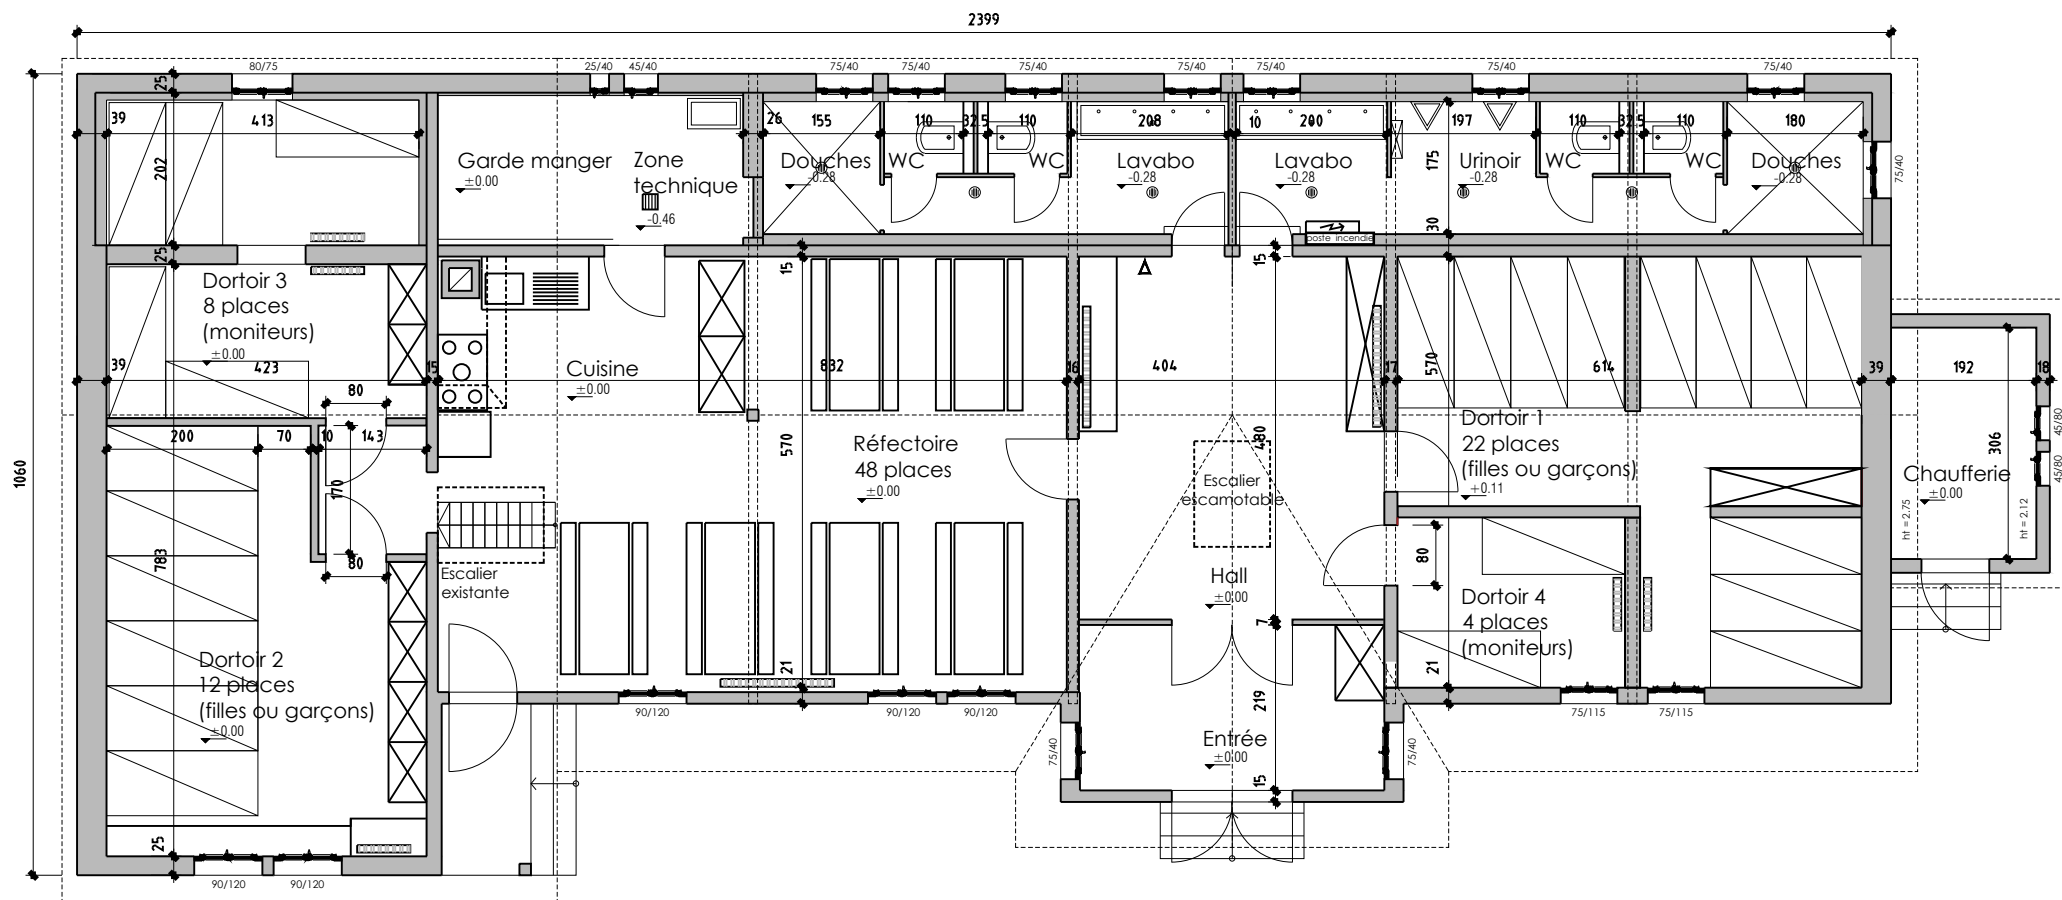 2399
80/75
25/40
45/40
75/40
75/40
75/40
75/40
75/40
75/40
75/40
25
39
413
26
155
110
32.5
110
208
10
200
197
110
32.5
110
180
202
Garde manger
±0.00
Zone
technique
-0.46
Douches
-0.28
WC
WC
Lavabo
-0.28
Lavabo
-0.28
175
Urinoir
-0.28
WC
WC
Douches
-0.28
75/40
30
poste incendie
25
15
15
Dortoir 3
8 places
(moniteurs)
±0.00
39
423
15
Cuisine
±0.00
832
16
404
17
570
614
39
192
18
80
200
70
10
143
170
80
1060
783
570
Réfectoire
48 places
±0.00
480
Escalier
escamotable
Dortoir 1
22 places
(filles ou garçons)
+0.11
Chaufferie
±0.00
306
45/80
45/80
ht = 2.75
ht = 2.12
Escalier
existante
Hall
±0.00
80
Dortoir 4
4 places
(moniteurs)
7
21
21
Dortoir 2
12 places
(filles ou garçons)
±0.00
90/120
90/120
90/120
75/115
75/115
219
75/40
Entrée
±0.00
75/40
15
25
90/120
90/120